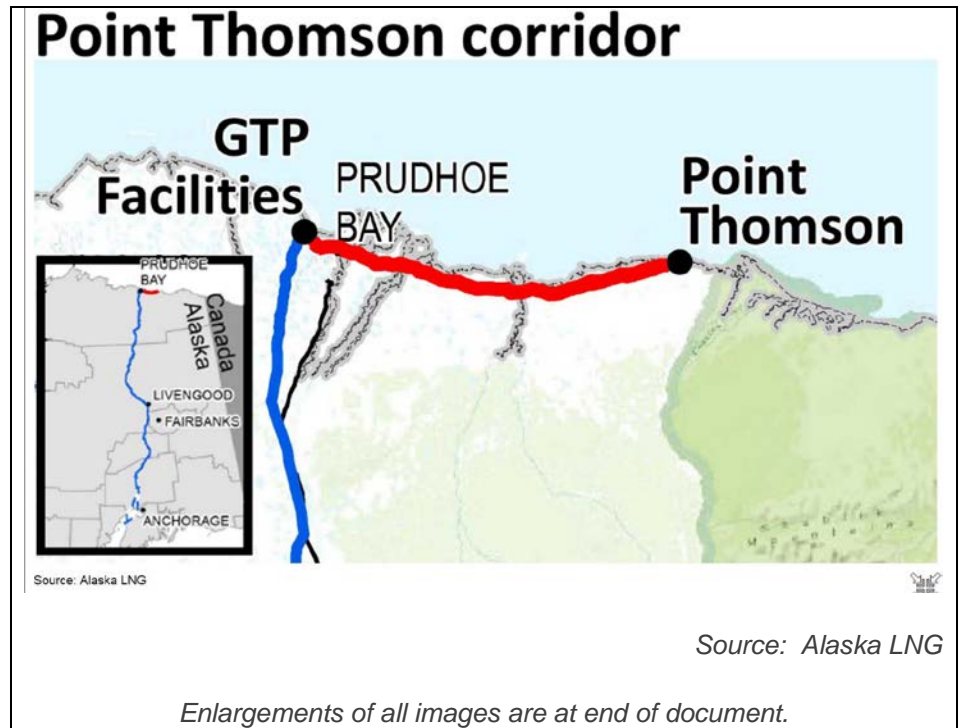 Point Thomson corridor
GTP
Facilities
PRUDHOE
BAY
Point
Thomson
PRUDHOE
BAY
Canada
Alaska
LIVENGOOD
FAIRBANKS
ANCHORAGE
Source: Alaska LNG
Source: Alaska LNG
Enlargements of all images are at end of document.